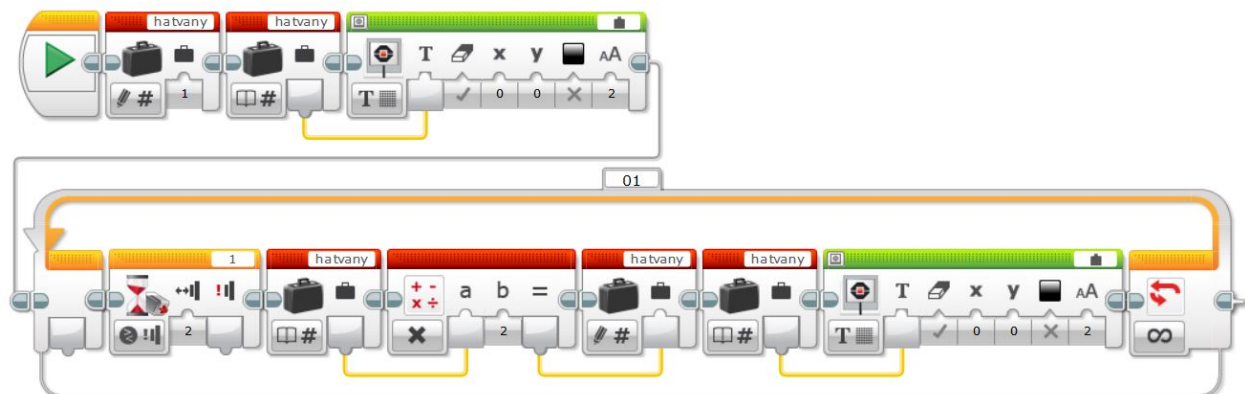 hatvany hatvany
T x y AA
# 1 # T 0 0 2
01
1 hatvany hatvany hatvany
a b = T x y AA
2 # 2 # # T 0 0 2 ∞